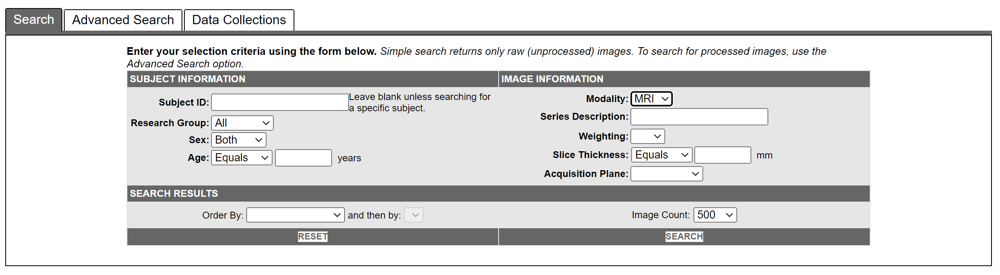 Search Advanced Search Data Collections
Enter your selection criteria using the form below. Simple search returns only raw (unprocessed) images. To search for processed images, use the
Advanced Search option.
SUBJECT INFORMATION
Subject ID: Leave blank unless searching for
a specific subject.
Research Group: All
Sex: Both
Age: Equals years
IMAGE INFORMATION
Modality: MRI
Series Description:
Weighting:
Slice Thickness: Equals mm
Acquisition Plane:
SEARCH RESULTS
Order By: and then by: Image Count: 500
RESET SEARCH